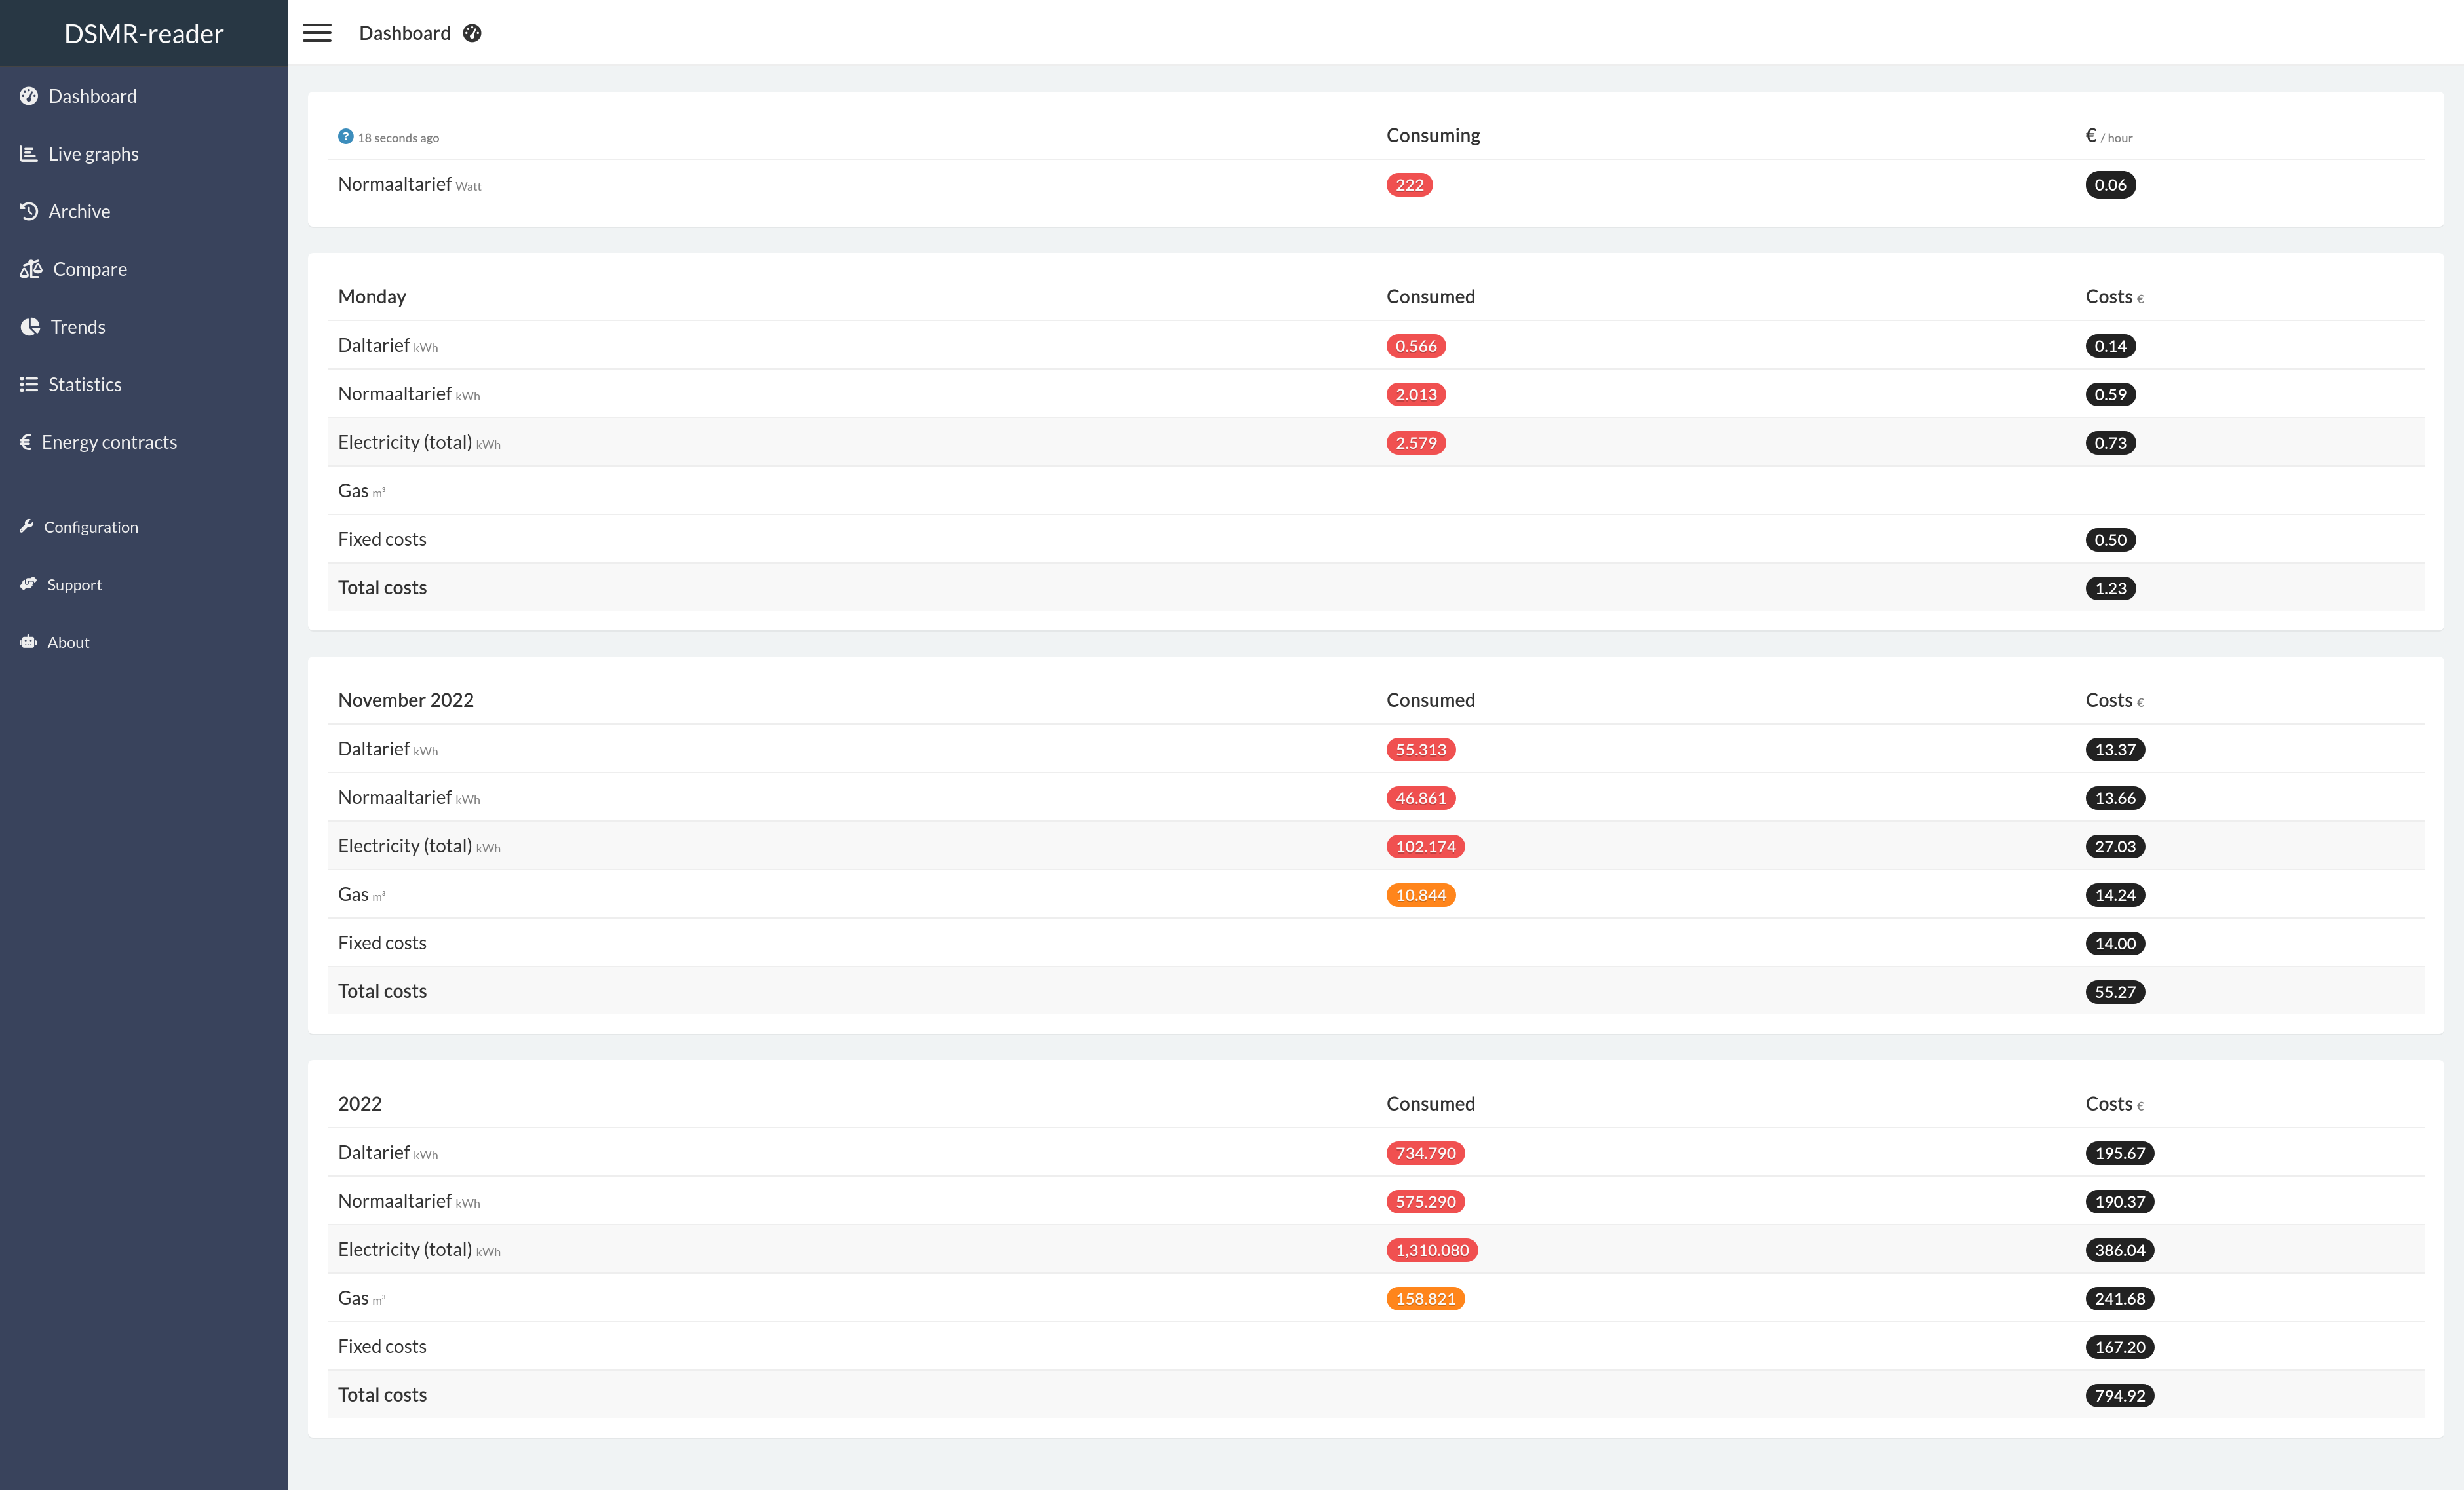 DSMR-reader
Dashboard
Dashboard
Live graphs
Archive
Compare
Trends
Statistics
€ Energy contracts
Configuration
Support
About
? 18 seconds ago Consuming € / hour
Normaaltarief Watt 222 0.06
Monday Consumed Costs €
Daltarief kWh 0.566 0.14
Normaaltarief kWh 2.013 0.59
Electricity (total) kWh 2.579 0.73
Gas m³
Fixed costs 0.50
Total costs 1.23
November 2022 Consumed Costs €
Daltarief kWh 55.313 13.37
Normaaltarief kWh 46.861 13.66
Electricity (total) kWh 102.174 27.03
Gas m³ 10.844 14.24
Fixed costs 14.00
Total costs 55.27
2022 Consumed Costs €
Daltarief kWh 734.790 195.67
Normaaltarief kWh 575.290 190.37
Electricity (total) kWh 1,310.080 386.04
Gas m³ 158.821 241.68
Fixed costs 167.20
Total costs 794.92